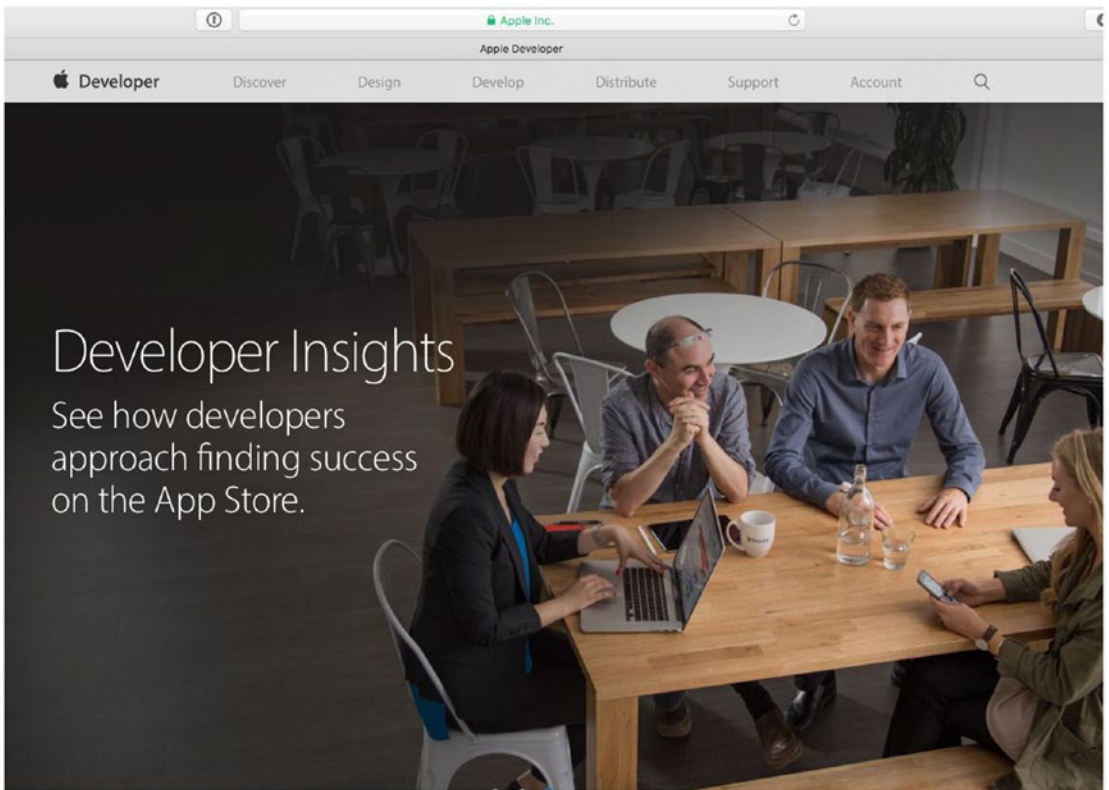 Apple Inc.
Apple Developer
Developer Discover Design Develop Distribute Support Account
Developer Insights
See how developers
approach finding success
on the App Store.